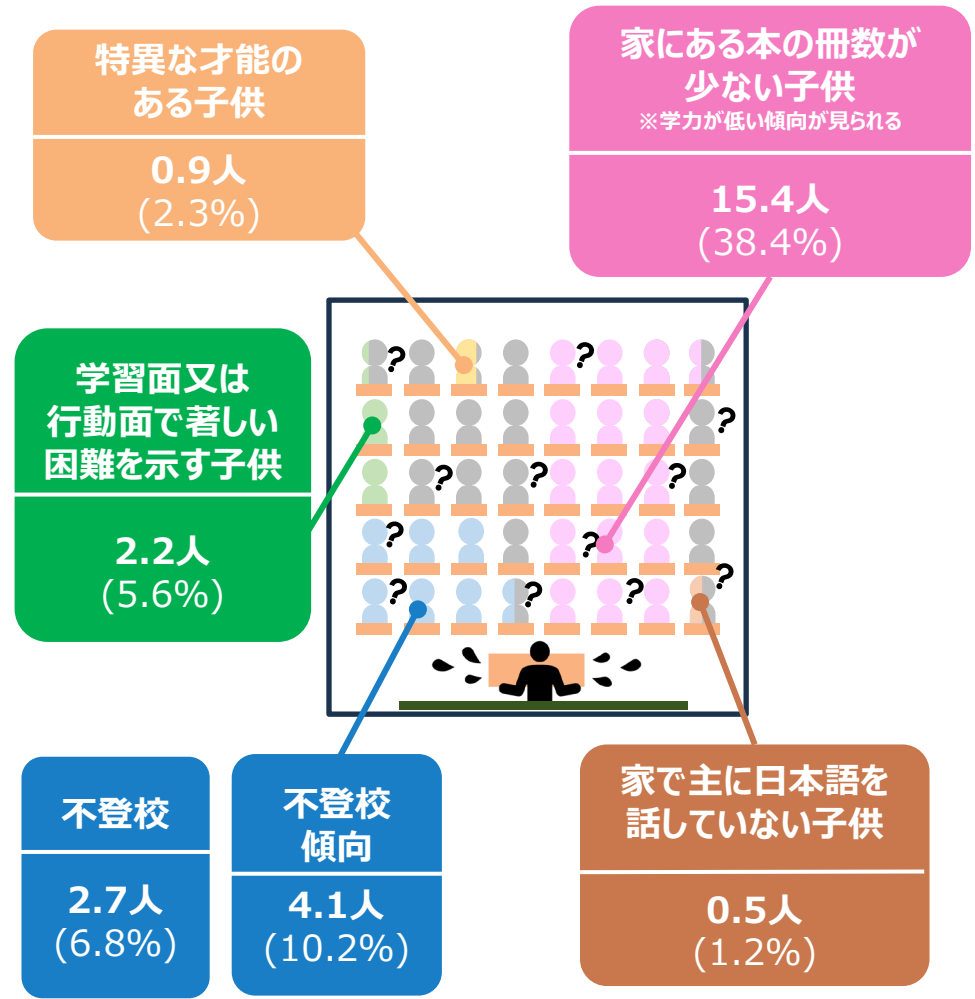 特異な才能の
ある子供
0.9人
(2.3%)
家にある本の冊数が
少ない子供
※学力が低い傾向が見られる
15.4人
(38.4%)
学習面又は
行動面で著しい
困難を示す子供
2.2人
(5.6%)
?
?
?
?
?
?
?
?
?
?
?
?
不登校
2.7人
(6.8%)
不登校
傾向
4.1人
(10.2%)
家で主に日本語を
話していない子供
0.5人
(1.2%)